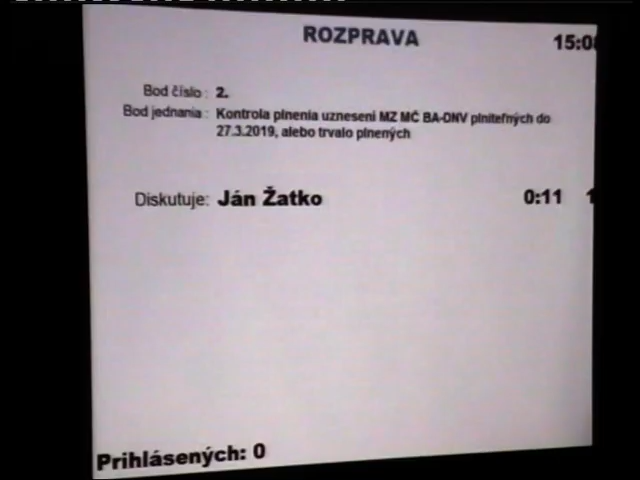 ROZPRAVA
15:0
Bod číslo : 2.
Bod jednania : Kontrola plnenia uznesení MZ MČ BA-DNV plniteľných do
27.3.2019, alebo trvalo plnených
Diskutuje: Ján Žatko 0:11 1
Prihlásených: 0